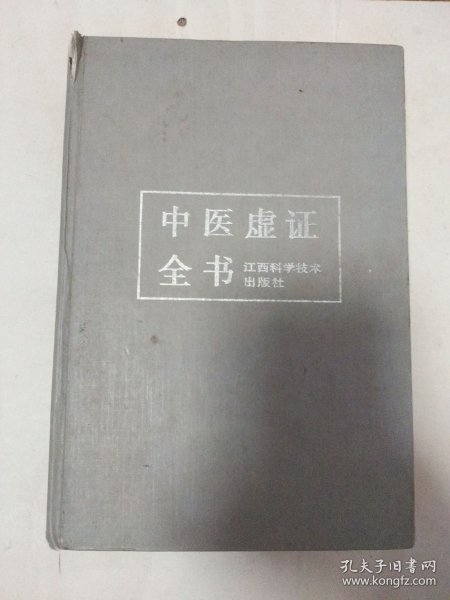 中医虚证
全书
江西科学技术
出版社
孔夫子旧书网
www.kongfz.com